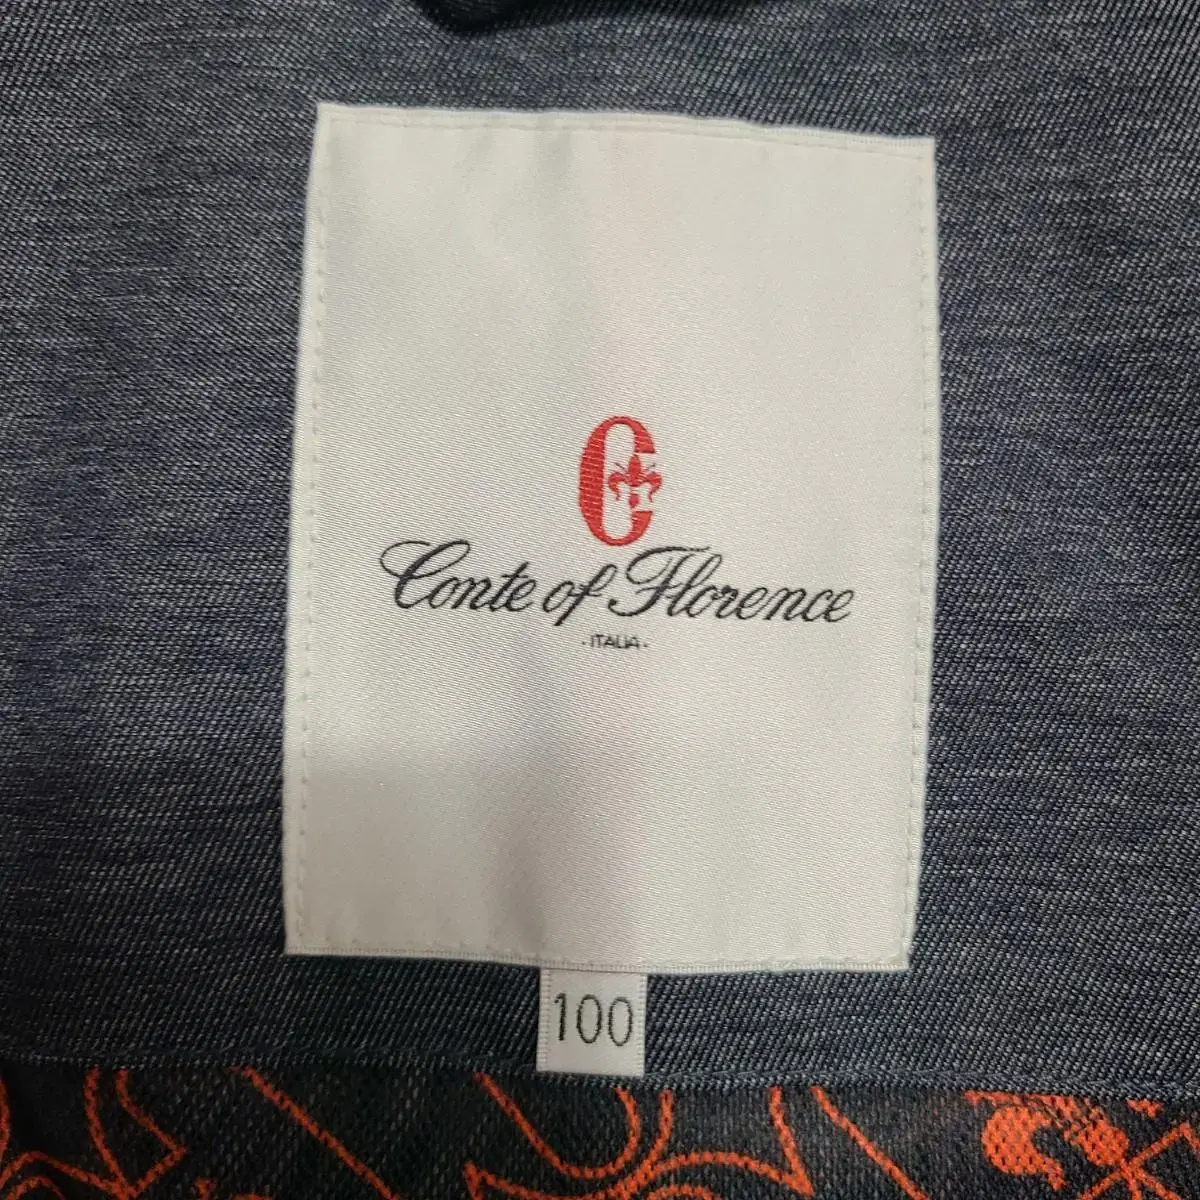 C
Conte of Florence
· ITALIA ·
100